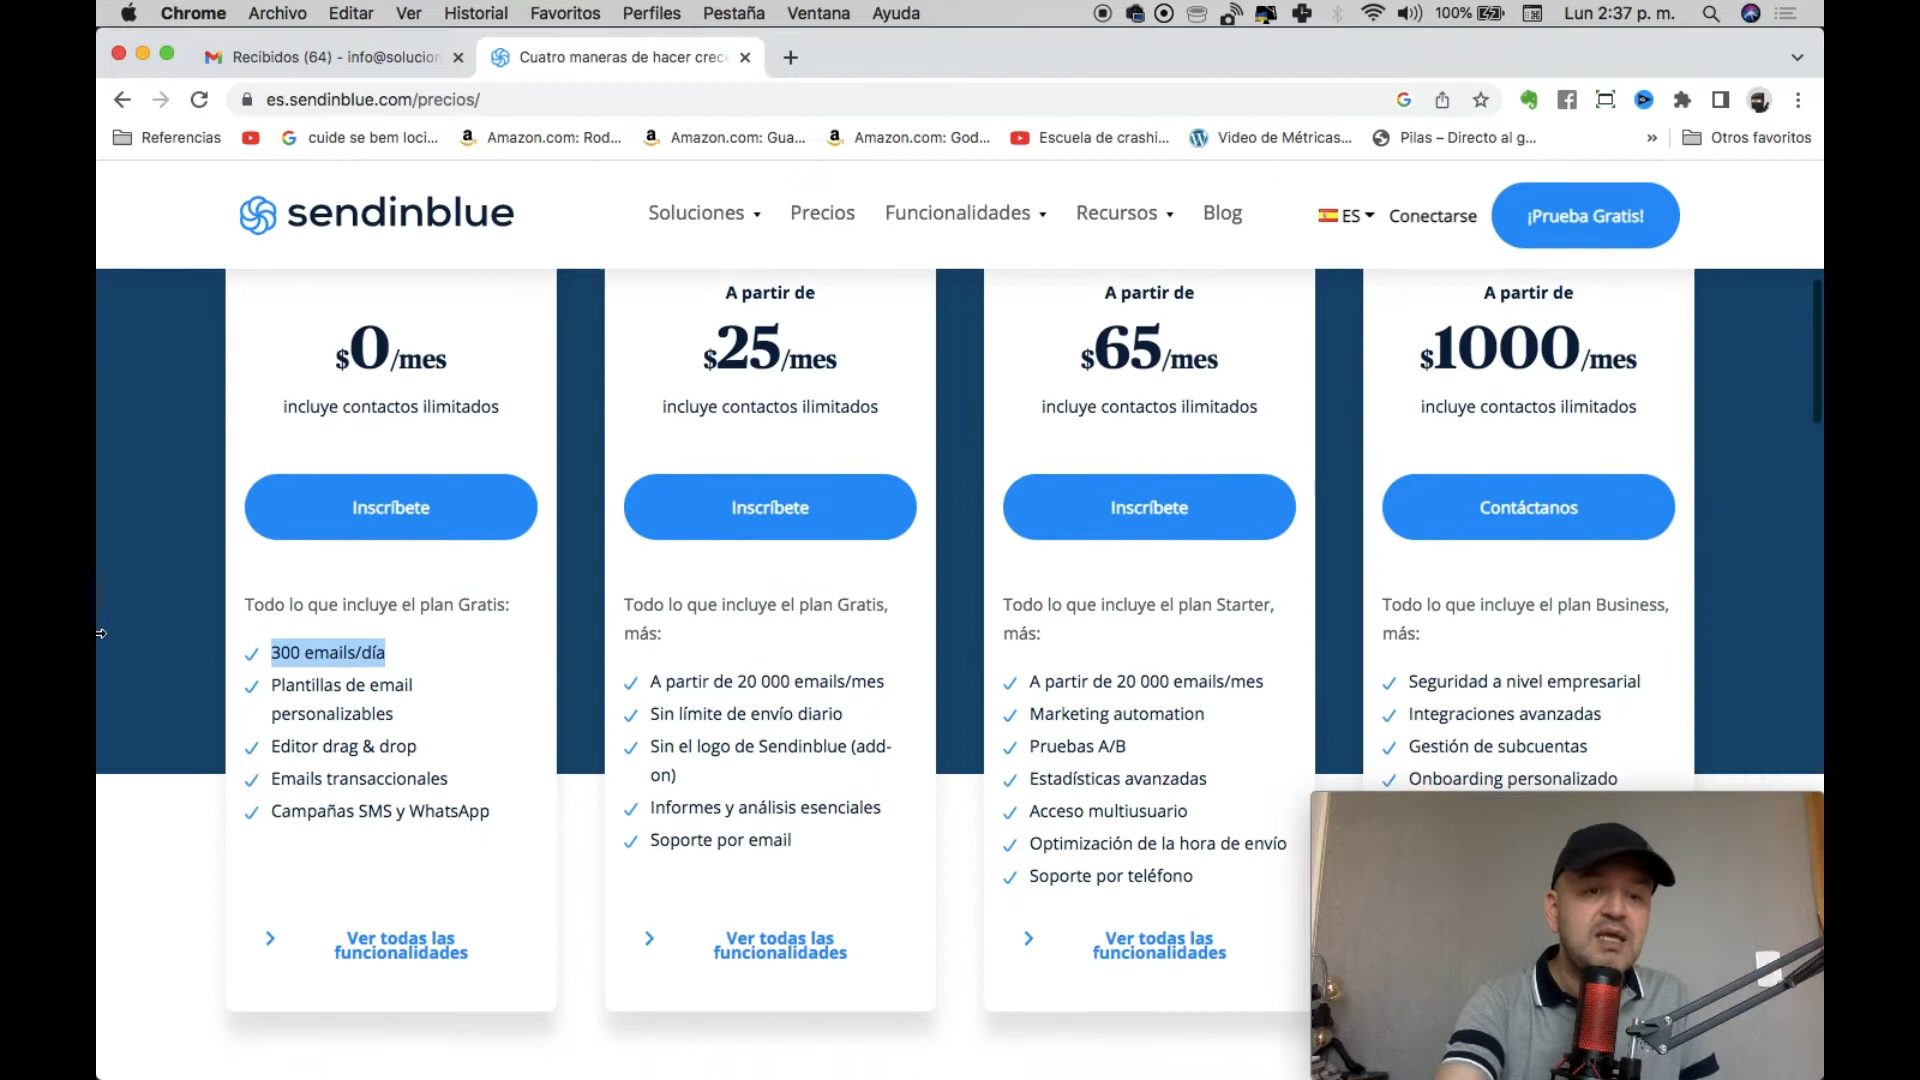 Chrome Archivo Editar Ver Historial Favoritos Perfiles Pestaña Ventana Ayuda 100% Lun 2:37 p. m.
Recibidos (64) - info@solucion
Cuatro maneras de hacer crece
es.sendinblue.com/precios/
Referencias
cuide se bem loci...
Amazon.com: Rod...
Amazon.com: Gua...
Amazon.com: God...
Escuela de crashi...
Video de Métricas...
Pilas – Directo al g...
»
Otros favoritos
sendinblue
Soluciones
Precios
Funcionalidades
Recursos
Blog
ES
Conectarse
¡Prueba Gratis!
$0/mes
incluye contactos ilimitados
Inscríbete
Todo lo que incluye el plan Gratis:
300 emails/día
Plantillas de email
personalizables
Editor drag & drop
Emails transaccionales
Campañas SMS y WhatsApp
Ver todas las
funcionalidades
A partir de
$25/mes
incluye contactos ilimitados
Inscríbete
Todo lo que incluye el plan Gratis,
más:
A partir de 20 000 emails/mes
Sin límite de envío diario
Sin el logo de Sendinblue (add-
on)
Informes y análisis esenciales
Soporte por email
Ver todas las
funcionalidades
A partir de
$65/mes
incluye contactos ilimitados
Inscríbete
Todo lo que incluye el plan Starter,
más:
A partir de 20 000 emails/mes
Marketing automation
Pruebas A/B
Estadísticas avanzadas
Acceso multiusuario
Optimización de la hora de envío
Soporte por teléfono
Ver todas las
funcionalidades
A partir de
$1000/mes
incluye contactos ilimitados
Contáctanos
Todo lo que incluye el plan Business,
más:
Seguridad a nivel empresarial
Integraciones avanzadas
Gestión de subcuentas
Onboarding personalizado